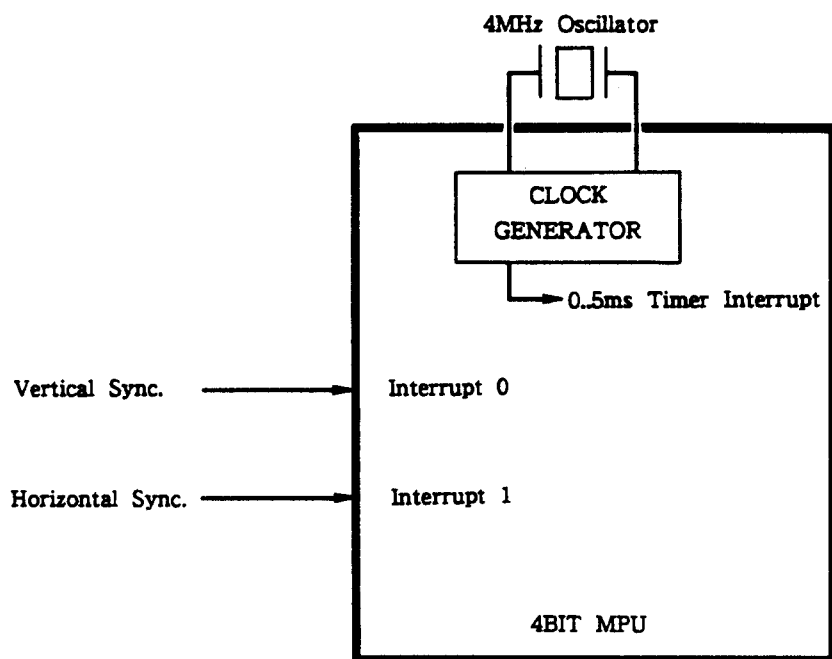 4MHz Oscillator
CLOCK
GENERATOR
0..5ms Timer Interrupt
Vertical Sync.
Interrupt 0
Horizontal Sync.
Interrupt 1
4BIT MPU